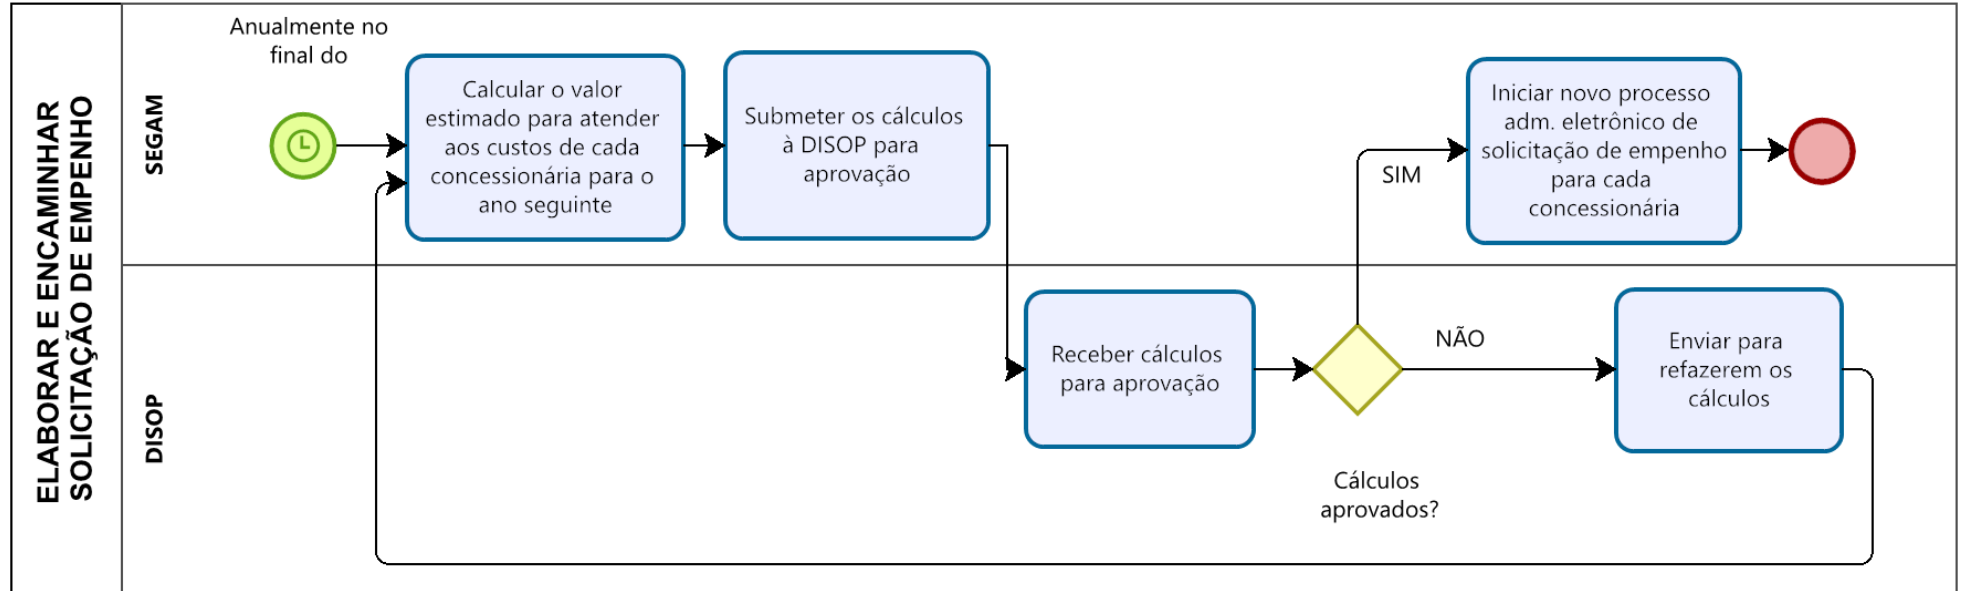 ELABORAR E ENCAMINHAR
SOLICITAÇÃO DE EMPENHO
SEGAM
Anualmente no
final do
Calcular o valor
estimado para atender
aos custos de cada
concessionária para o
ano seguinte
Submeter os cálculos
à DISOP para
aprovação
SIM
Iniciar novo processo
adm. eletrônico de
solicitação de empenho
para cada
concessionária
DISOP
Receber cálculos
para aprovação
Cálculos
aprovados?
NÃO
Enviar para
refazerem os
cálculos